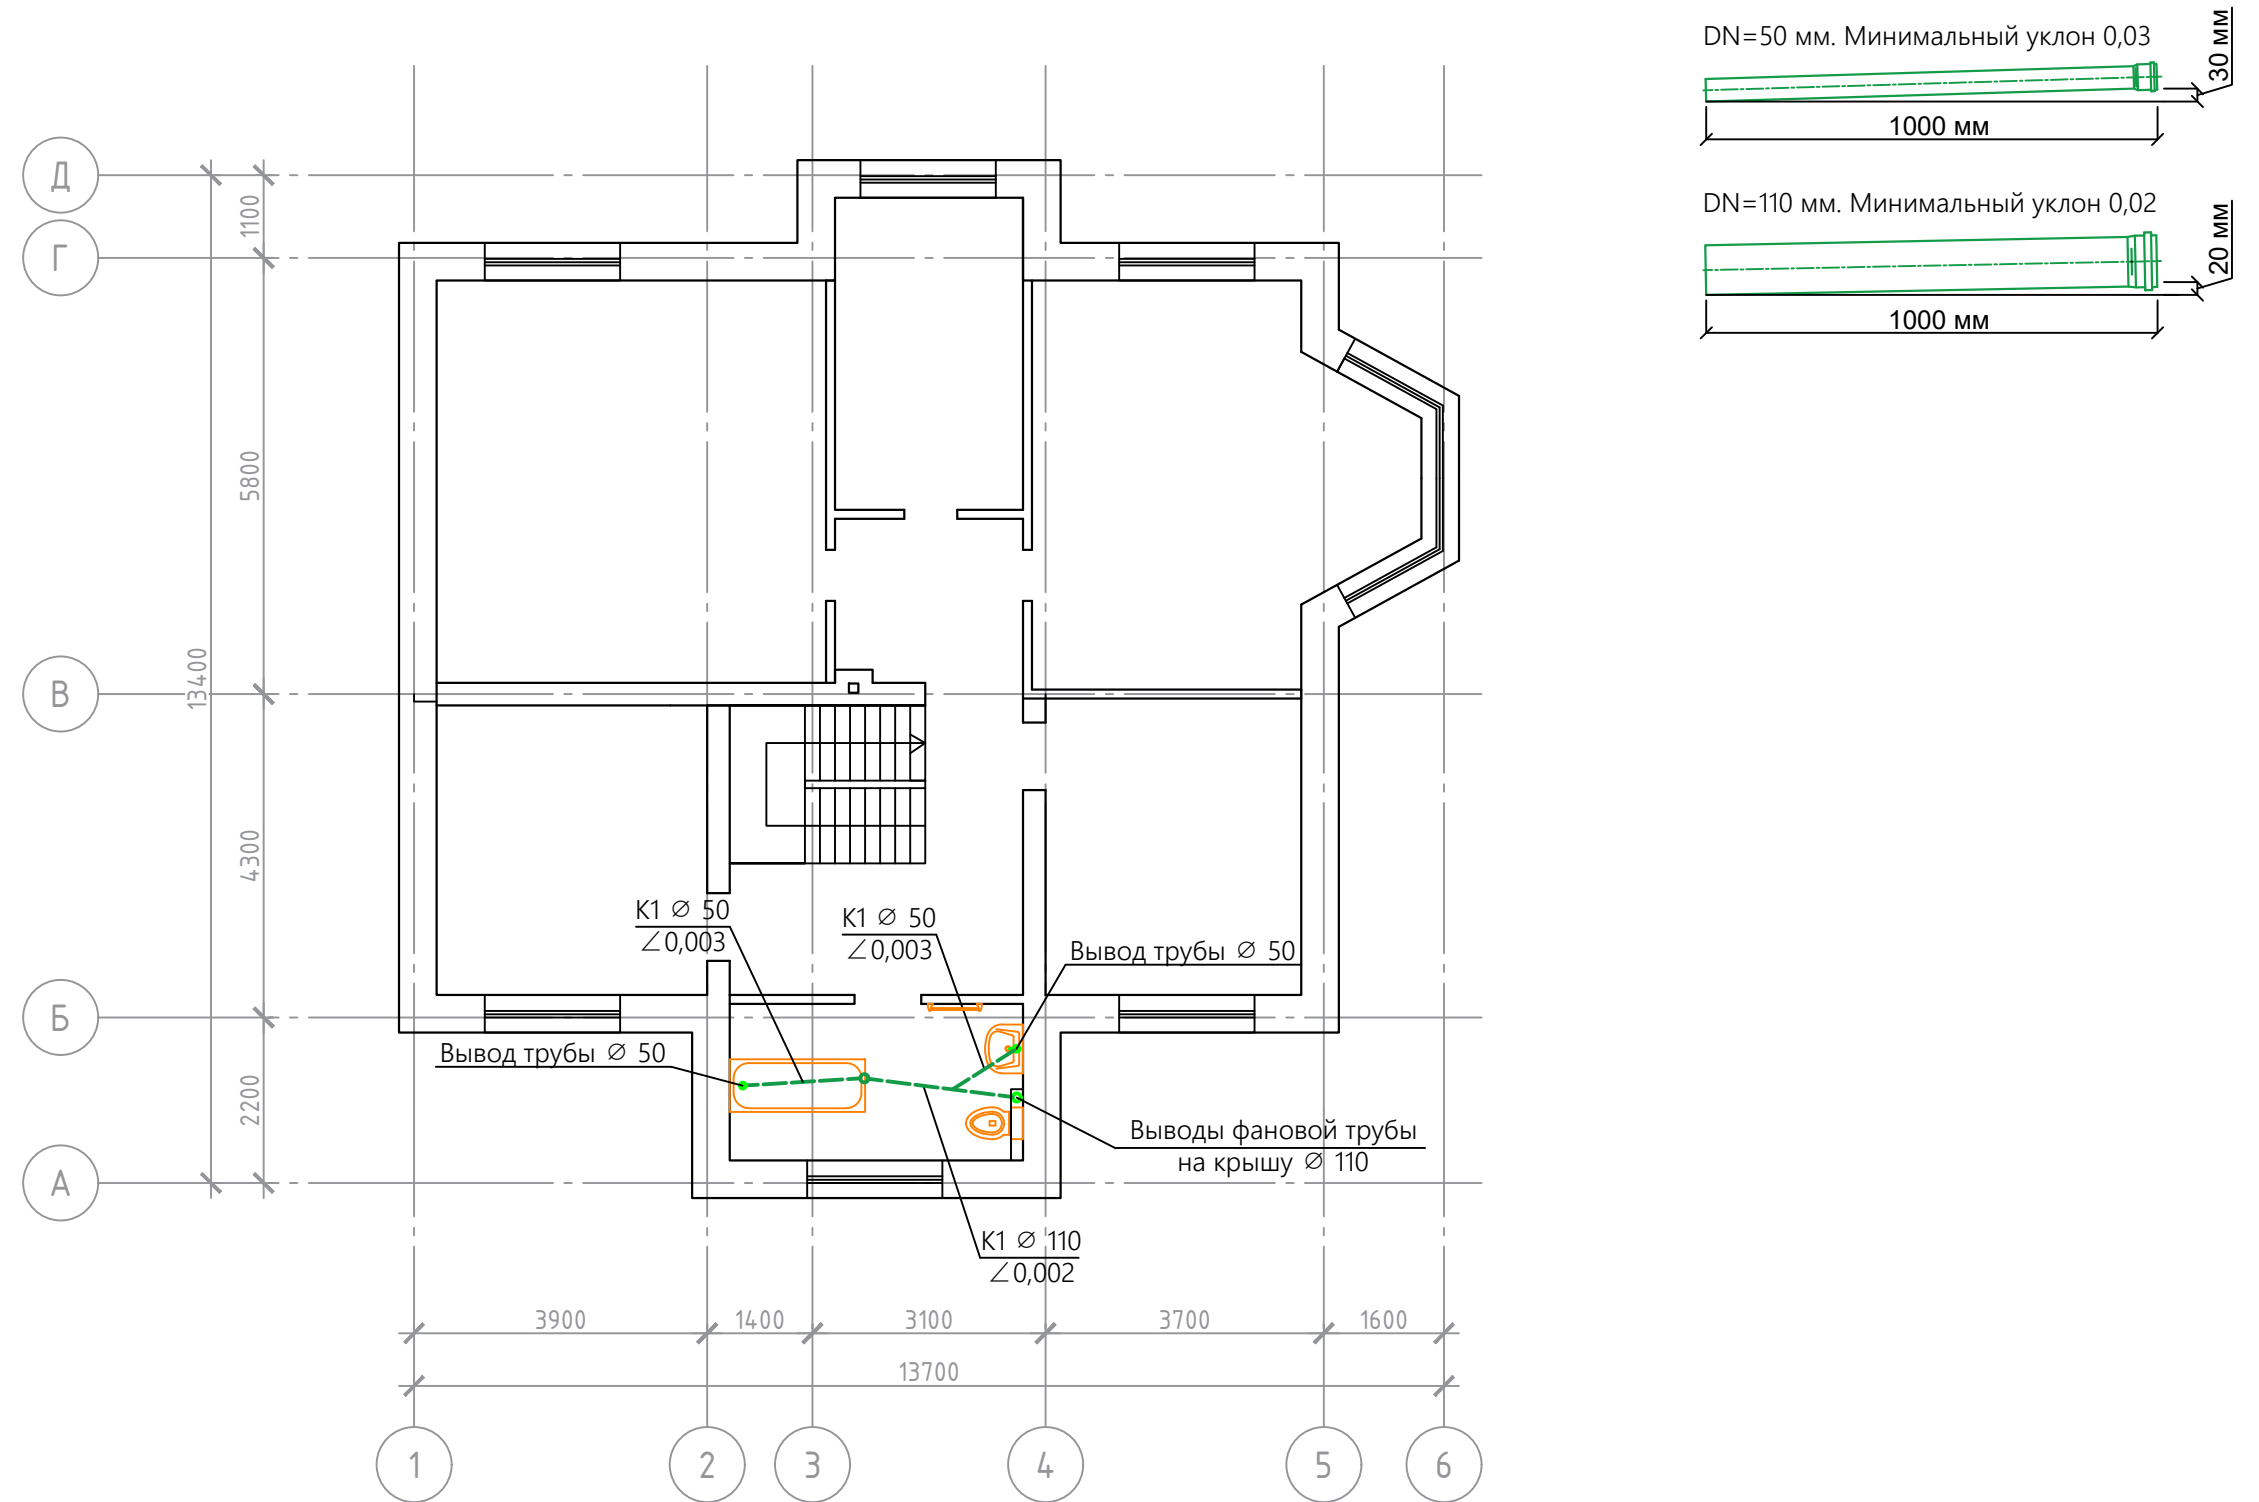 DN=50 мм. Минимальный уклон 0,03
30 мм
1000 мм
DN=110 мм. Минимальный уклон 0,02
20 мм
1000 мм
Д
1100
Г
5800
13400
В
4300
К1 ∅ 50
∠0,003
К1 ∅ 50
∠0,003
Вывод трубы ∅ 50
Б
Вывод трубы ∅ 50
2200
Выводы фановой трубы
на крышу ∅ 110
А
К1 ∅ 110
∠0,002
3900
1400
3100
3700
1600
13700
1
2
3
4
5
6